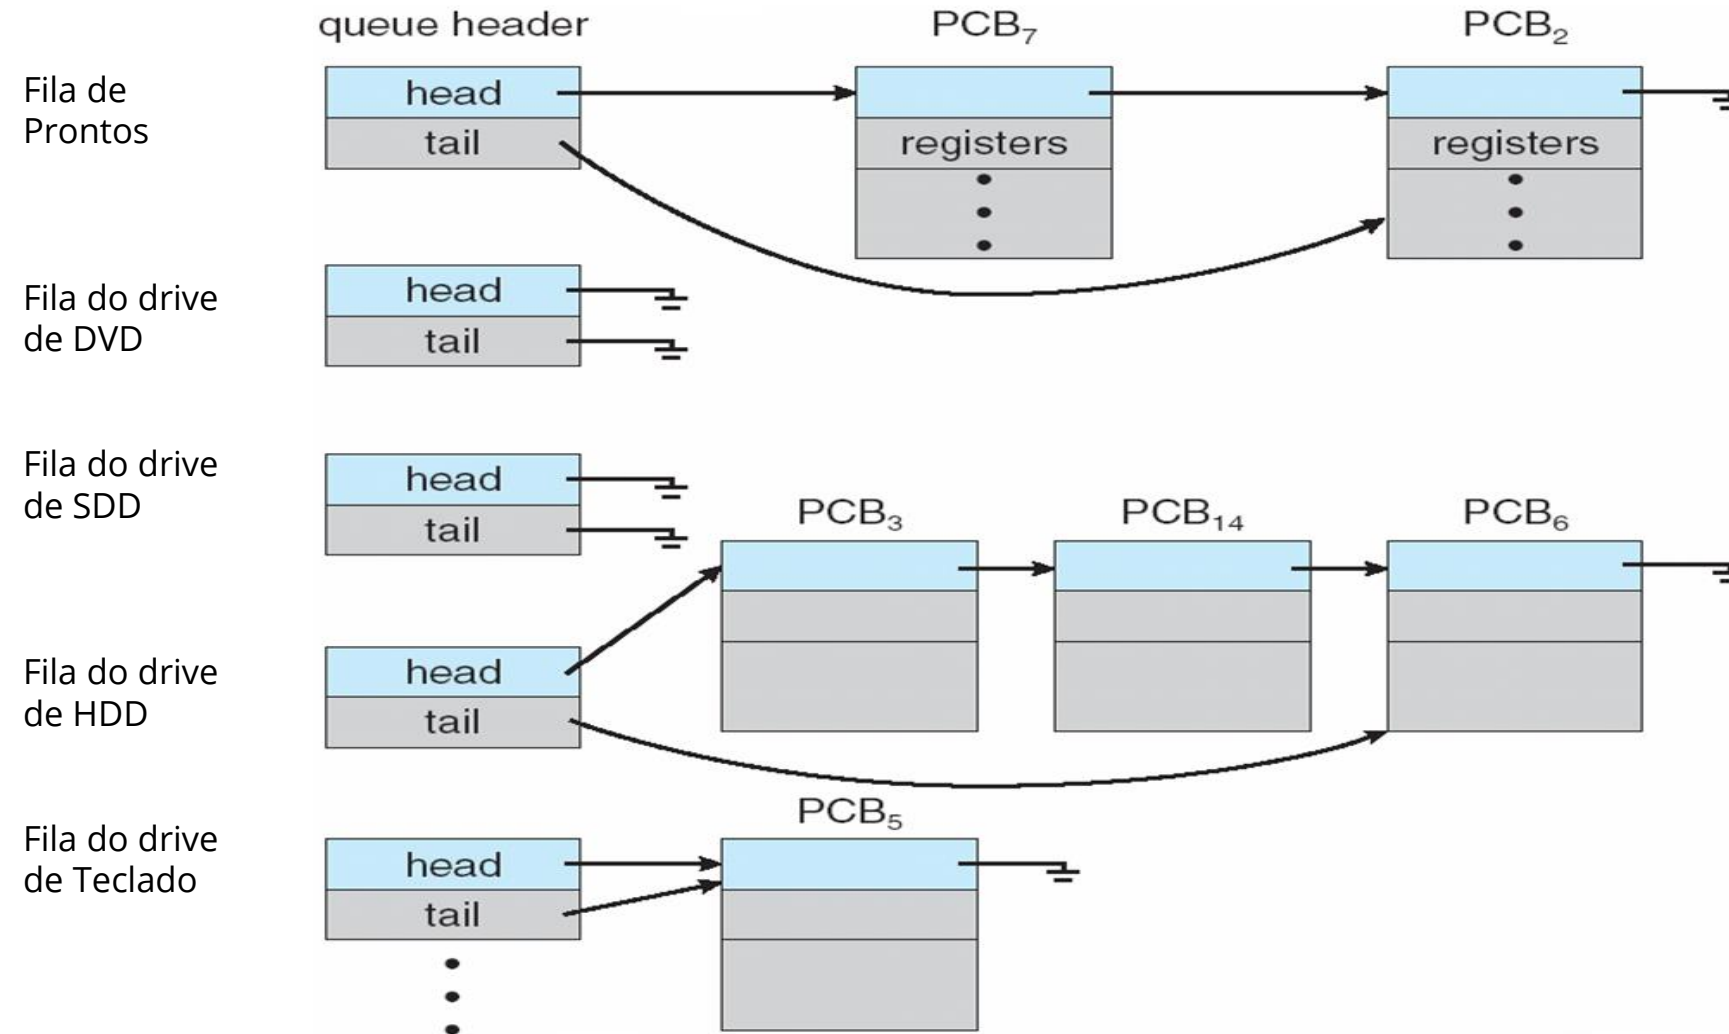 queue header
PCB7
PCB2
Fila de
Prontos
head
tail
registers
registers
Fila do drive
de DVD
head
tail
Fila do drive
de SDD
head
tail
PCB3
PCB14
PCB6
Fila do drive
de HDD
head
tail
PCB5
Fila do drive
de Teclado
head
tail